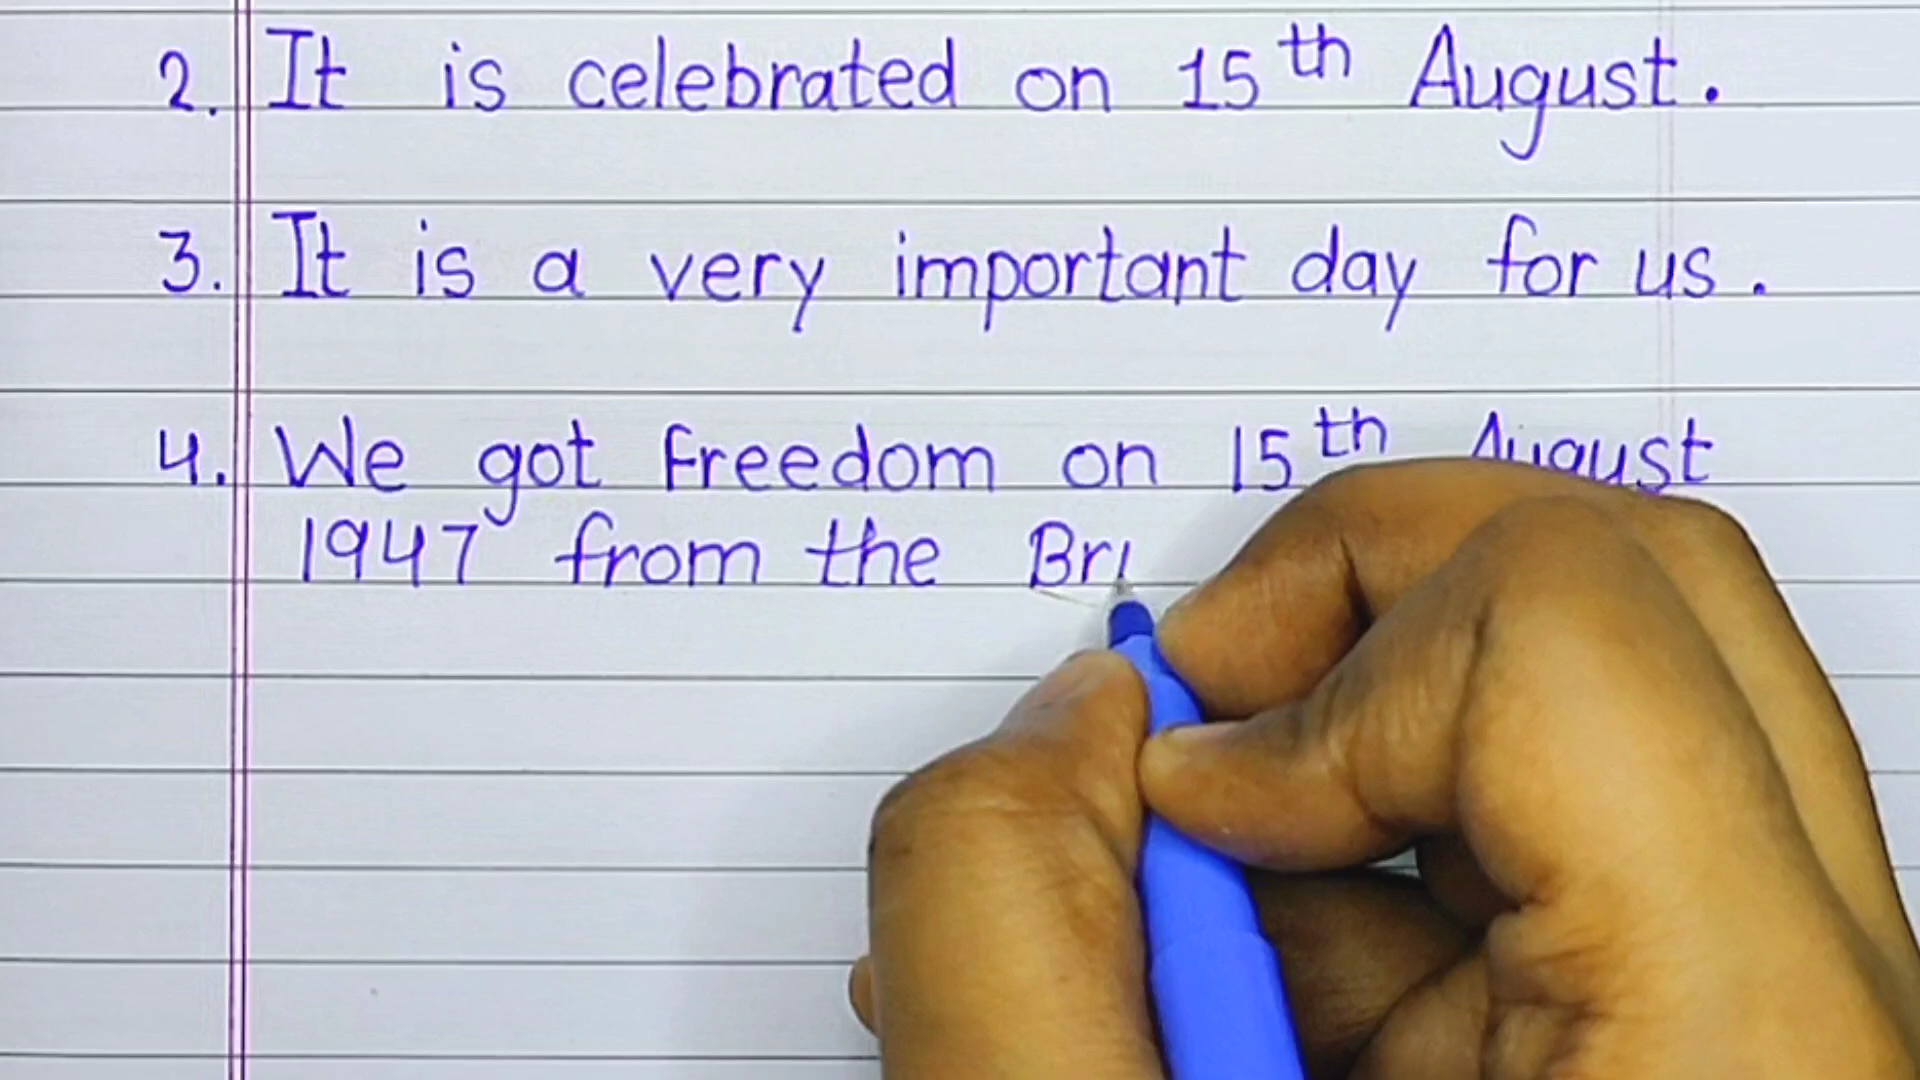 2. It is celebrated on 15th August.
3. It is a very important day for us.
4. We got freedom on 15th August
1947 from the Bri